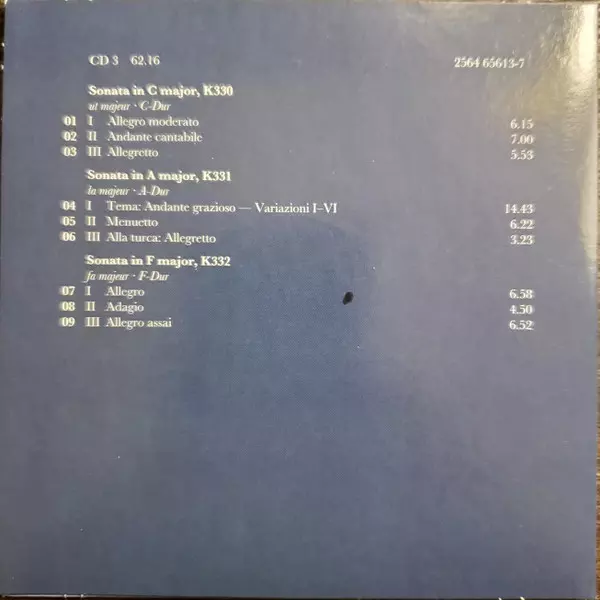 CD 3 62.16 2564 65613-7
Sonata in C major, K330
ut majeur · C-Dur
01 I Allegro moderato 6.15
02 II Andante cantabile 7.00
03 III Allegretto 5.53
Sonata in A major, K331
la majeur · A-Dur
04 I Tema: Andante grazioso — Variazioni I–VI 14.43
05 II Menuetto 6.22
06 III Alla turca: Allegretto 3.23
Sonata in F major, K332
fa majeur · F-Dur
07 I Allegro 6.58
08 II Adagio 4.50
09 III Allegro assai 6.52